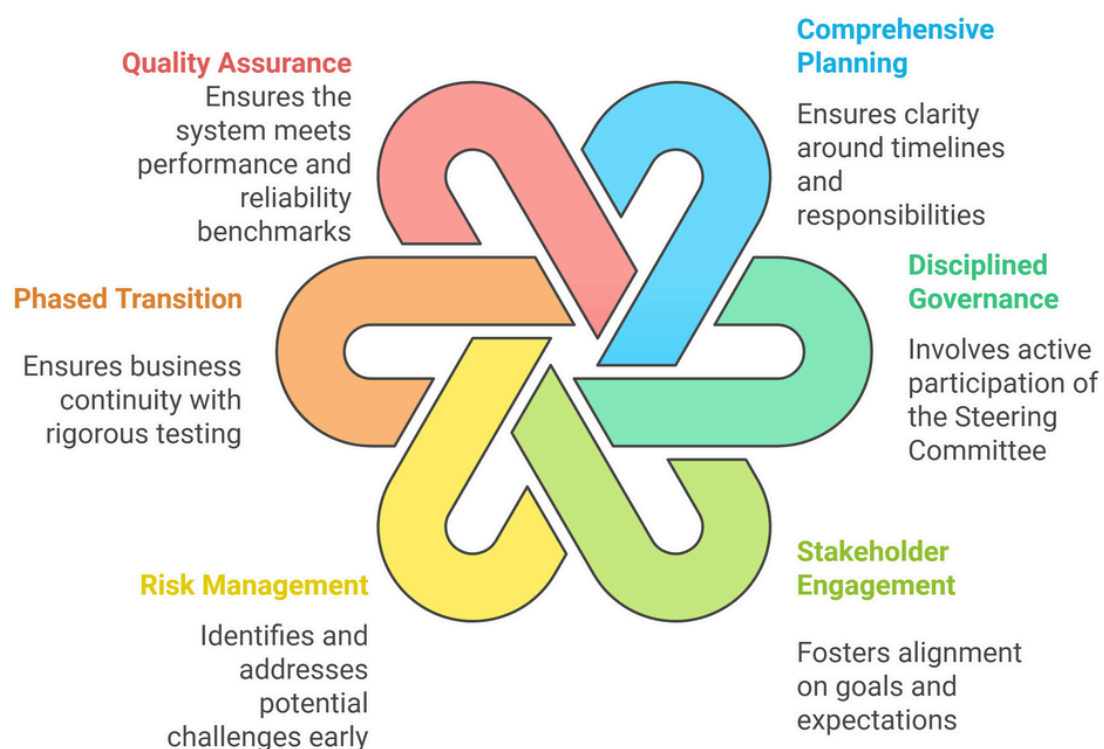 Quality Assurance
Ensures the
system meets
performance and
reliability
benchmarks
Comprehensive
Planning
Ensures clarity
around timelines
and
responsibilities
Phased Transition
Ensures business
continuity with
rigorous testing
Disciplined
Governance
Involves active
participation of
the Steering
Committee
Risk Management
Identifies and
addresses
potential
challenges early
Stakeholder
Engagement
Fosters alignment
on goals and
expectations